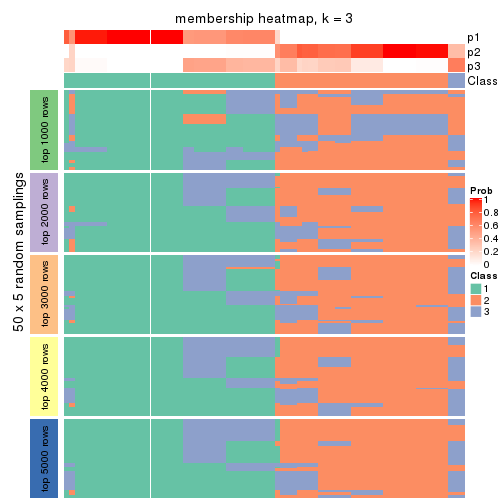 membership heatmap, k = 3
p1
p2
p3
Class
50 x 5 random samplings
top 1000 rows
top 2000 rows
top 3000 rows
top 4000 rows
top 5000 rows
Prob
1
0.8
0.6
0.4
0.2
0
Class
1
2
3